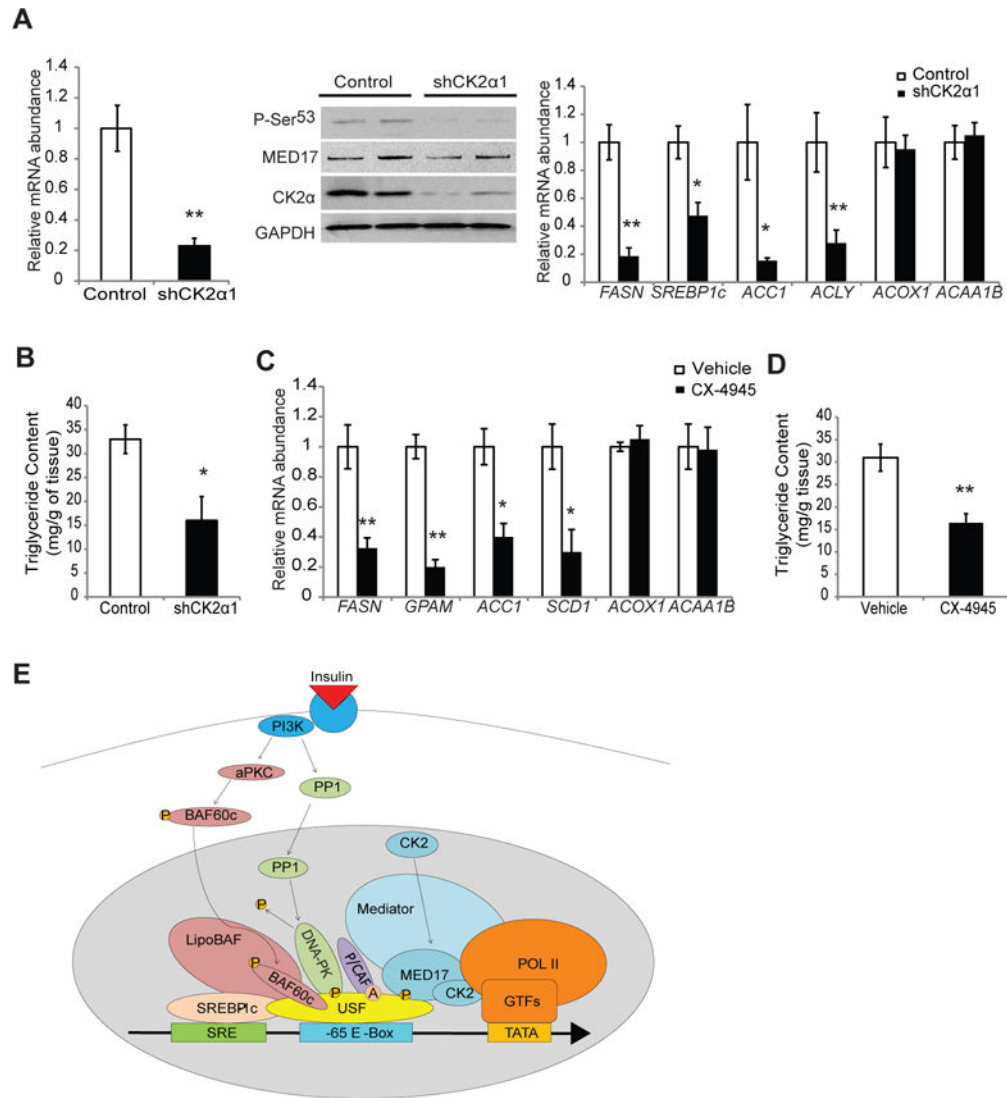 A
Relative mRNA abundance
1.4
1.2
1
0.8
0.6
0.4
0.2
0
**
Control shCK2α1
Control shCK2α1
P-Ser53
MED17
CK2α
GAPDH
Control
shCK2α1
Relative mRNA abundance
1.4
1.2
1
0.8
0.6
0.4
0.2
0
** * * **
FASN SREBP1c ACC1 ACLY ACOX1 ACAA1B
B
Triglyceride Content
(mg/g of tissue)
40
35
30
25
20
15
10
5
0
*
Control shCK2α1
C
Vehicle
CX-4945
Relative mRNA abundance
1.4
1.2
1
0.8
0.6
0.4
0.2
0
** ** * *
FASN GPAM ACC1 SCD1 ACOX1 ACAA1B
D
Triglyceride Content
(mg/g tissue)
40
35
30
25
20
15
10
5
0
**
Vehicle CX-4945
E
Insulin
PI3K
aPKC
PP1
P BAF60c
CK2
PP1
P
Mediator
LipoBAF
DNA-PK
P/CAF
POL II
P
BAF60c
MED17
CK2
P
A
P
SREBP1c
USF
GTFs
SRE
-65 E -Box
TATA